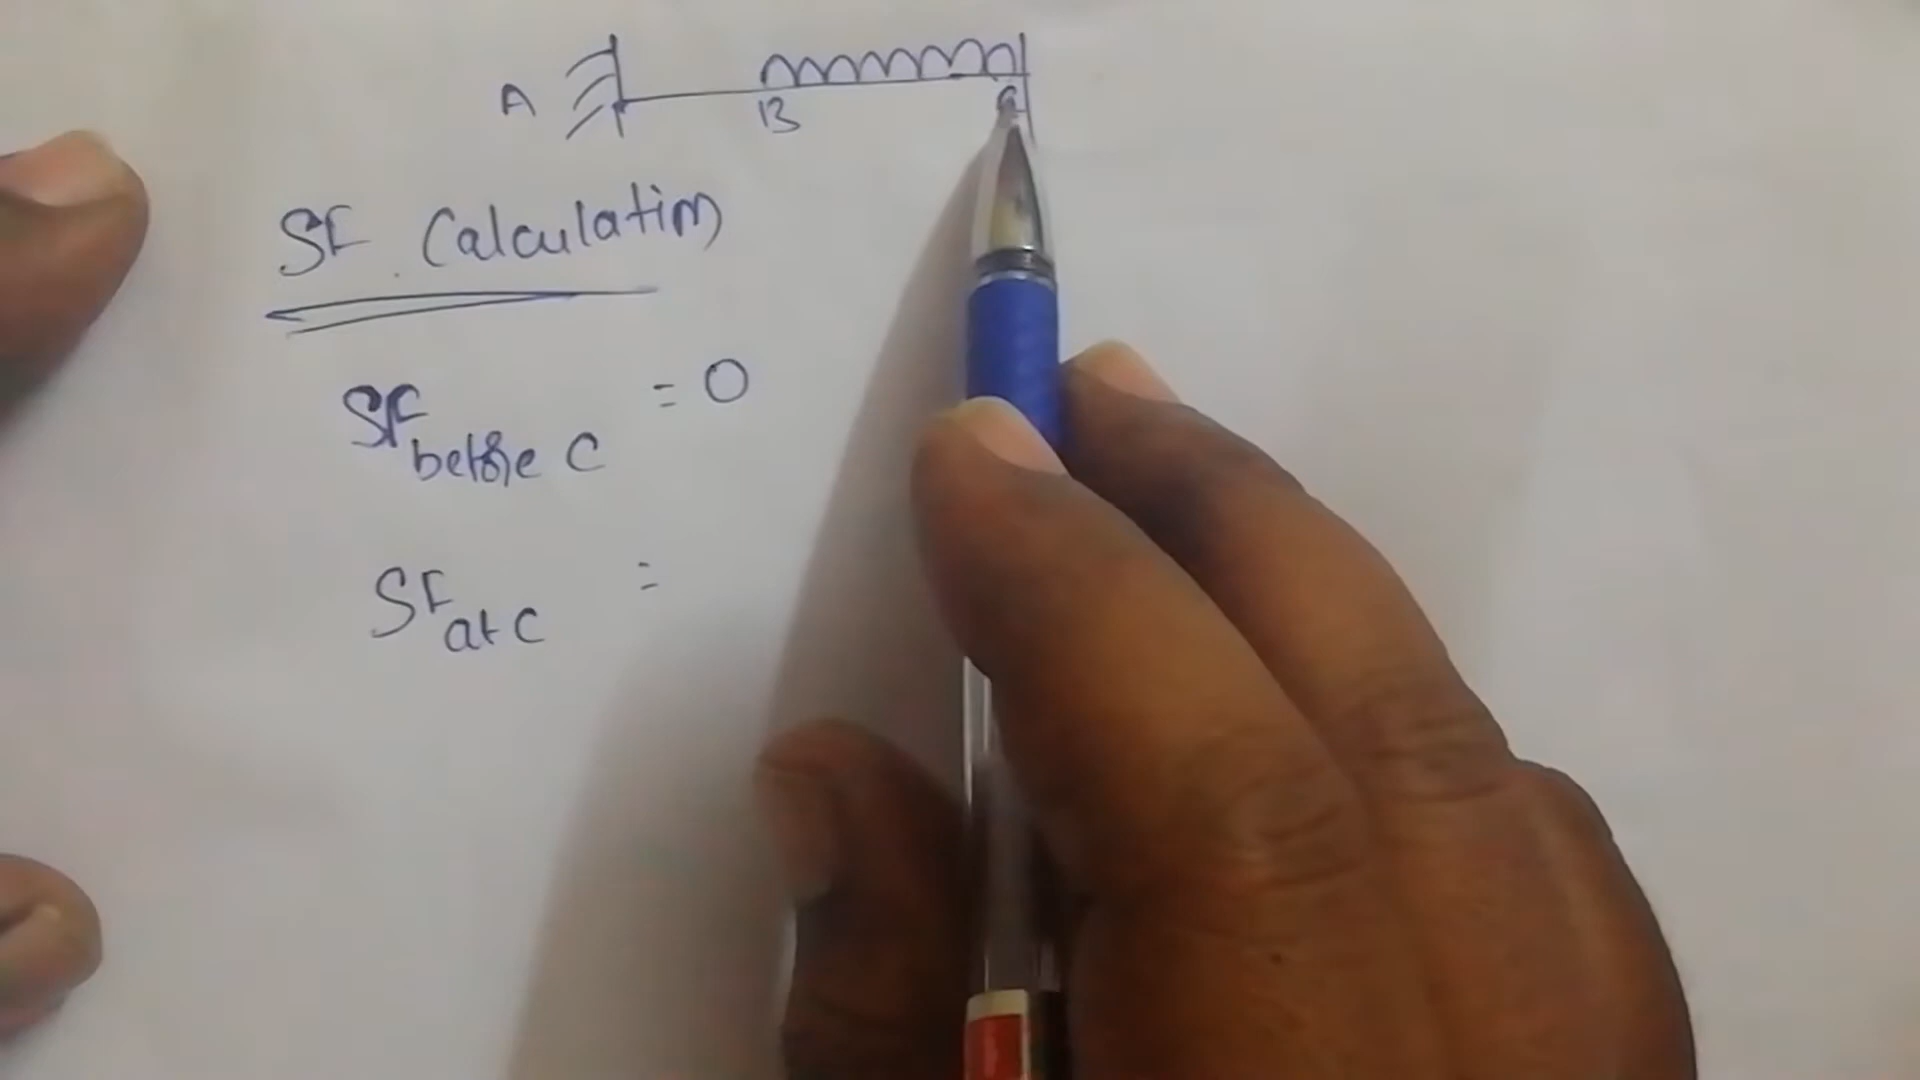 A B C
SF Calculation
SF before C = 0
SF at C =